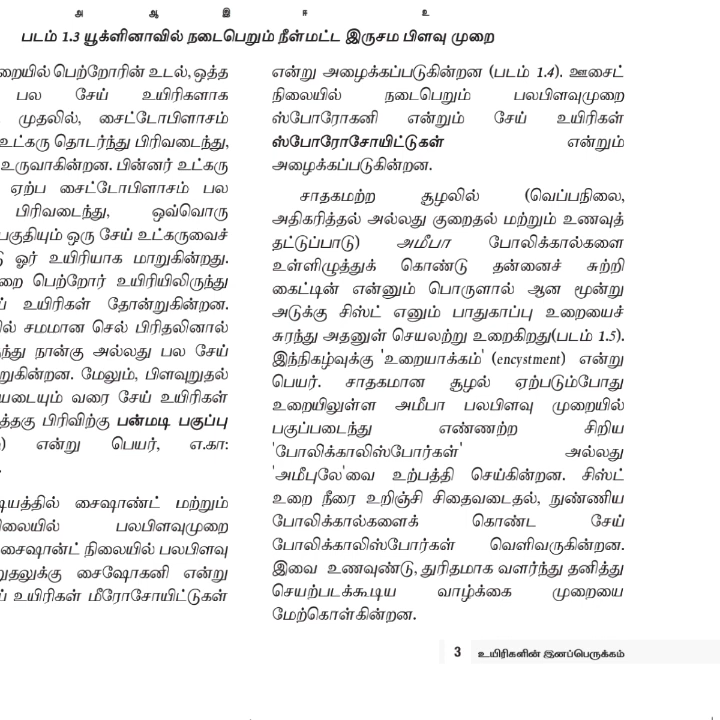 அ ஆ இ ஈ உ
படம் 1.3 யூக்ளினாவில் நடைபெறும் நீள்மட்ட இருசம பிளவு முறை
பெற்றோரின் உடல், ஒத்த
பல சேய் உயிரிகளாக
முதலில், சைட்டோபிளாசம்
உட்கரு தொடர்ந்து பிரிவடைந்து,
உருவாகின்றன. பின்னர் உட்கரு
ஏற்ப சைட்டோபிளாசம் பல
பிரிவடைந்து, ஒவ்வொரு
பகுதியும் ஒரு சேய் உட்கருவைச்
ஓர் உயிரியாக மாறுகின்றது.
பெற்றோர் உயிரியிலிருந்து
உயிரிகள் தோன்றுகின்றன.
சமமான செல் பிரிதலினால்
நான்கு அல்லது பல சேய்
மேலும், பிளவுறுதல்
வரை சேய் உயிரிகள்
பிரிவிற்கு பன்மடி பகுப்பு
என்று பெயர், எ.கா:
சைஷாண்ட் மற்றும்
பலபிளவுமுறை
சைஷான்ட் நிலையில் பலபிளவு
சைஷோகனி என்று
உயிரிகள் மீரோசோயிட்டுகள்
என்று அழைக்கப்படுகின்றன (படம் 1.4). ஊசைட்
நிலையில் நடைபெறும் பலபிளவுமுறை
ஸ்போரோகனி என்றும் சேய் உயிரிகள்
ஸ்போரோசோயிட்டுகள் என்றும்
அழைக்கப்படுகின்றன.
சாதகமற்ற சூழலில் (வெப்பநிலை,
அதிகரித்தல் அல்லது குறைதல் மற்றும் உணவுத்
தட்டுப்பாடு) அமீபா போலிக்கால்களை
உள்ளிழுத்துக் கொண்டு தன்னைச் சுற்றி
கைட்டின் என்னும் பொருளால் ஆன மூன்று
அடுக்கு சிஸ்ட் எனும் பாதுகாப்பு உறையைச்
சுரந்து அதனுள் செயலற்று உறைகிறது(படம் 1.5).
இந்நிகழ்வுக்கு 'உறையாக்கம்' (encystment) என்று
பெயர். சாதகமான சூழல் ஏற்படும்போது
உறையிலுள்ள அமீபா பலபிளவு முறையில்
பகுப்படைந்து எண்ணற்ற சிறிய
'போலிக்காலிஸ்போர்கள்' அல்லது
'அமீபுலே'வை உற்பத்தி செய்கின்றன. சிஸ்ட்
உறை நீரை உறிஞ்சி சிதைவடைதல், நுண்ணிய
போலிக்கால்களைக் கொண்ட சேய்
போலிக்காலிஸ்போர்கள் வெளிவருகின்றன.
இவை உணவுண்டு, துரிதமாக வளர்ந்து தனித்து
செயற்படக்கூடிய வாழ்க்கை முறையை
மேற்கொள்கின்றன.
3 உயிரிகளின் இனப்பெருக்கம்